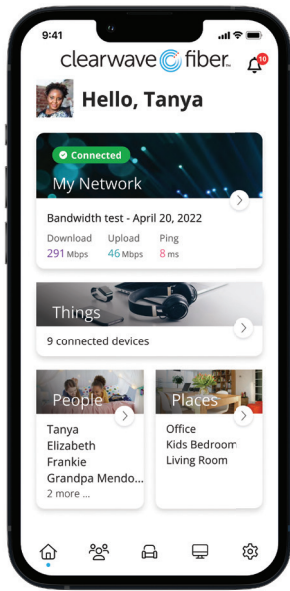 9:41
clearwave fiber™
10
Hello, Tanya
Connected
My Network
Bandwidth test - April 20, 2022
Download Upload Ping
291 Mbps 46 Mbps 8 ms
Things
9 connected devices
People
Tanya
Elizabeth
Frankie
Grandpa Mendo...
2 more ...
Places
Office
Kids Bedroom
Living Room